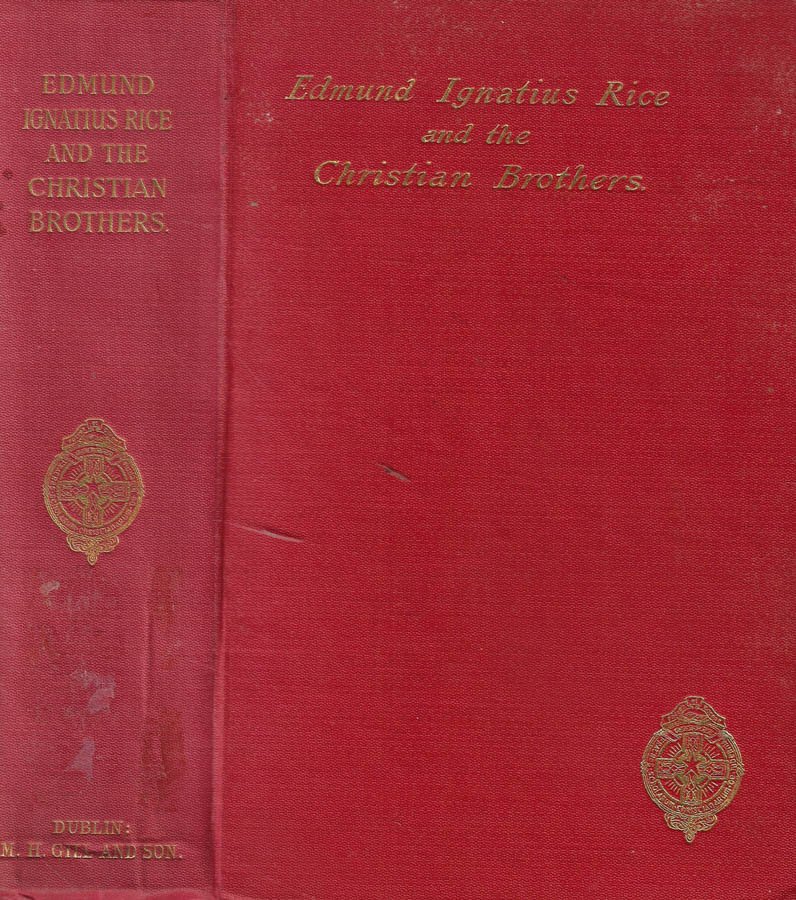 EDMUND
IGNATIUS RICE
AND THE
CHRISTIAN
BROTHERS.
DUBLIN:
M. H. GILL AND SON.
Edmund Ignatius Rice
and the
Christian Brothers.